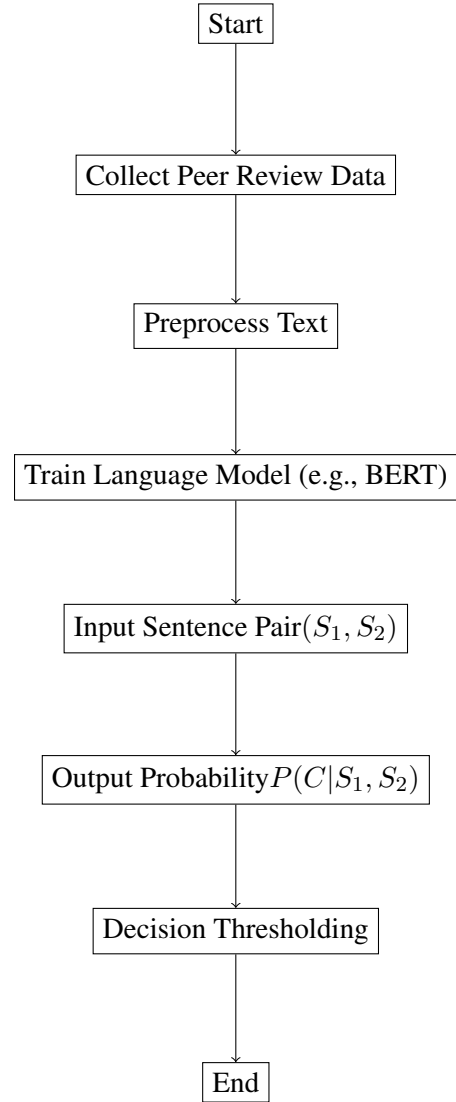 Start
Collect Peer Review Data
Preprocess Text
Train Language Model (e.g., BERT)
Input Sentence Pair(S₁, S₂)
Output ProbabilityP(C|S₁, S₂)
Decision Thresholding
End